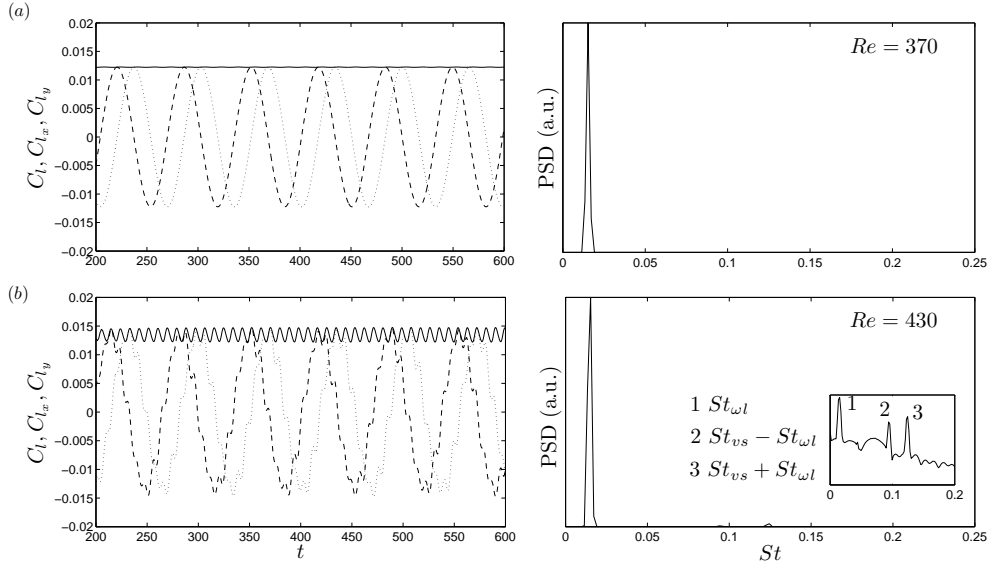 (a)
0.02
0.015
0.01
0.005
0
−0.005
−0.01
−0.015
−0.02
C_l, C_{l_x}, C_{l_y}
200 250 300 350 400 450 500 550 600
PSD (a.u.)
Re = 370
0 0.05 0.1 0.15 0.2 0.25
(b)
0.02
0.015
0.01
0.005
0
−0.005
−0.01
−0.015
−0.02
C_l, C_{l_x}, C_{l_y}
200 250 300 350 400 450 500 550 600
t
PSD (a.u.)
Re = 430
1 St_{ωl}
2 St_{vs} − St_{ωl}
3 St_{vs} + St_{ωl}
1 2 3
0 0.1 0.2
0 0.05 0.1 0.15 0.2 0.25
St